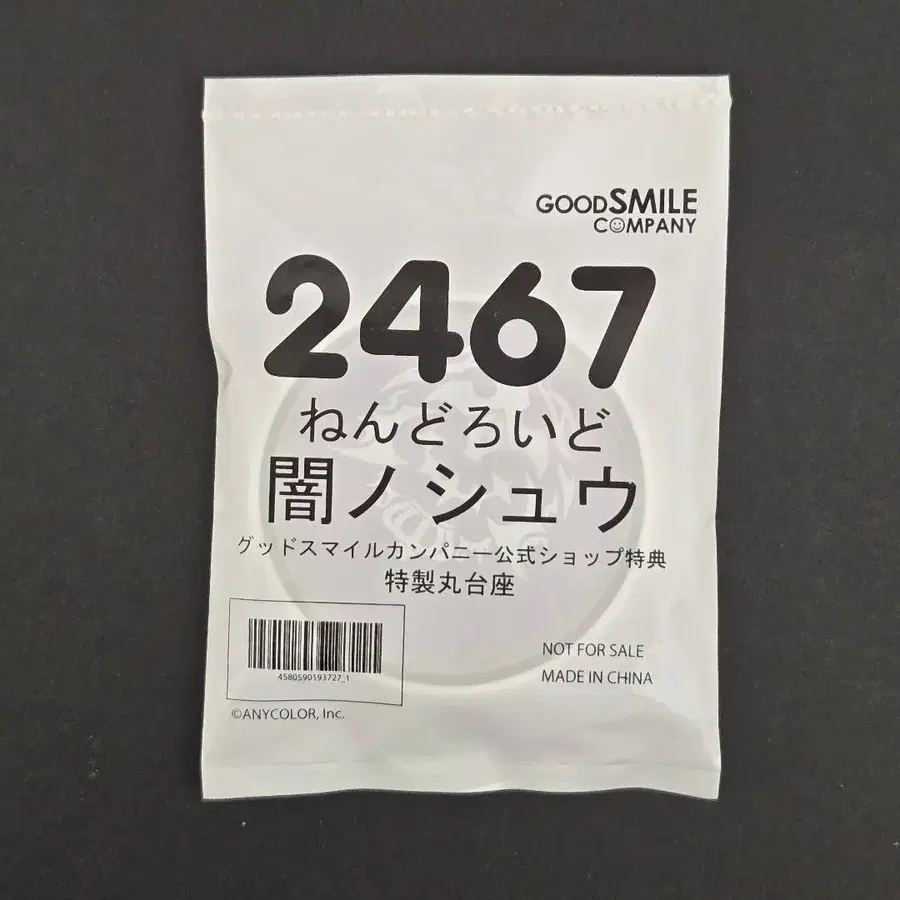 GOODSMILE
COMPANY
2467
ねんどろいど
闇ノシュウ
グッドスマイルカンパニー公式ショップ特典
特製丸台座
4580590193727_1
NOT FOR SALE
MADE IN CHINA
©ANYCOLOR, Inc.